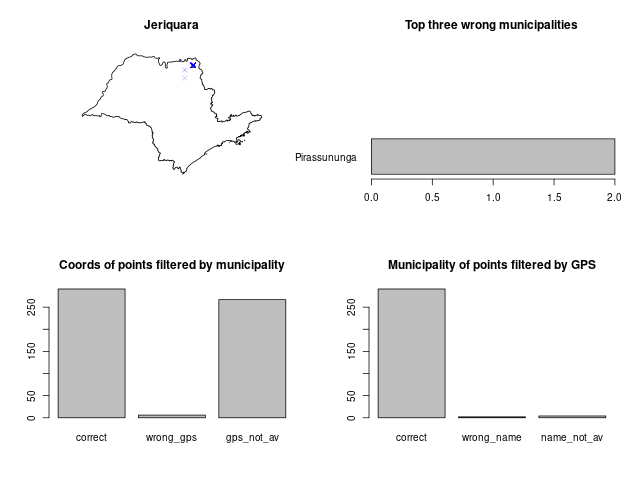 Jeriquara
Top three wrong municipalities
Pirassununga
0.0 0.5 1.0 1.5 2.0
Coords of points filtered by municipality
0 50 150 250
correct wrong_gps gps_not_av
Municipality of points filtered by GPS
0 50 150 250
correct wrong_name name_not_av